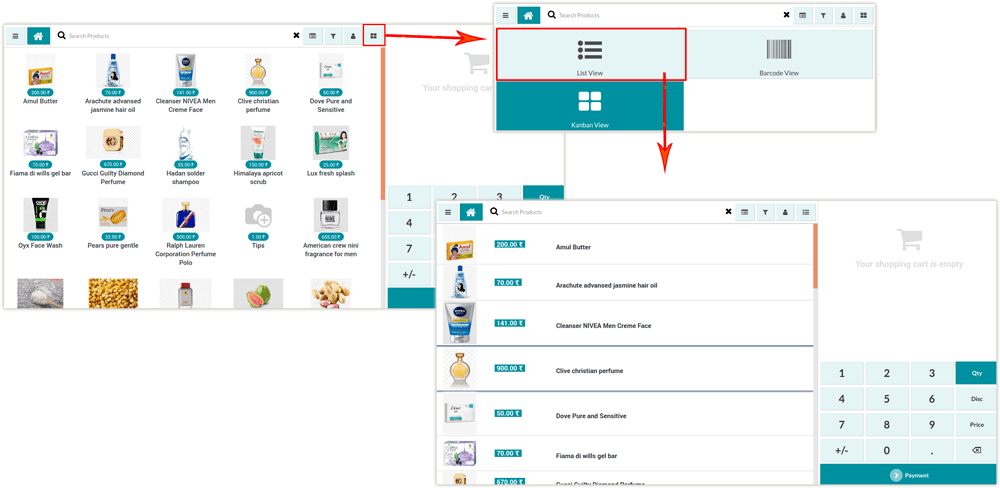 Search Products
200.00 ₹
70.00 ₹
141.00 ₹
900.00 ₹
50.00 ₹
Amul Butter
Arachute advansed
jasmine hair oil
Cleanser NIVEA Men
Creme Face
Clive christian
perfume
Dove Pure and
Sensitive
70.00 ₹
670.00 ₹
55.00 ₹
150.00 ₹
25.00 ₹
Fiama di wills gel bar
Gucci Guilty Diamond
Perfume
Hadan solder
shampoo
Himalaya apricot
scrub
Lux fresh splash
100.00 ₹
32.00 ₹
500.00 ₹
1.00 ₹
605.00 ₹
Oyx Face Wash
Pears pure gentle
Ralph Lauren
Corporation Perfume
Polo
Tips
American crew nini
fragrance for men
Your shopping cart
1
2
3
Qty
4
7
+/-
Search Products
List View
Barcode View
Kanban View
Search Products
200.00 ₹
Amul Butter
70.00 ₹
Arachute advansed jasmine hair oil
141.00 ₹
Cleanser NIVEA Men Creme Face
900.00 ₹
Clive christian perfume
50.00 ₹
Dove Pure and Sensitive
70.00 ₹
Fiama di wills gel bar
670.00 ₹
Gucci Guilty Diamond Perfume
Your shopping cart is empty
1
2
3
Qty
4
5
6
Disc
7
8
9
Price
+/-
0
.
Payment